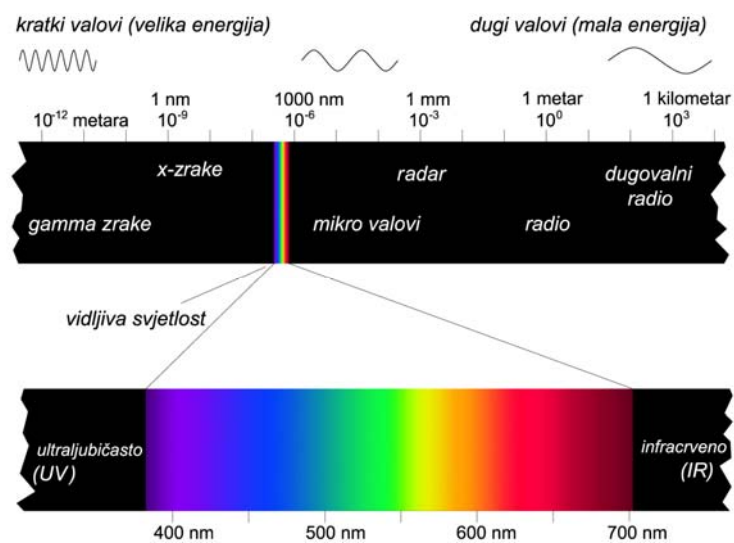 kratki valovi (velika energija) dugi valovi (mala energija)
1 nm 1000 nm 1 mm 1 metar 1 kilometar
10⁻¹² metara 10⁻⁹ 10⁻⁶ 10⁻³ 10⁰ 10³
x-zrake radar dugovalni
radio
gamma zrake mikro valovi radio
vidljiva svjetlost
ultraljubičasto
(UV)
infracrveno
(IR)
400 nm 500 nm 600 nm 700 nm